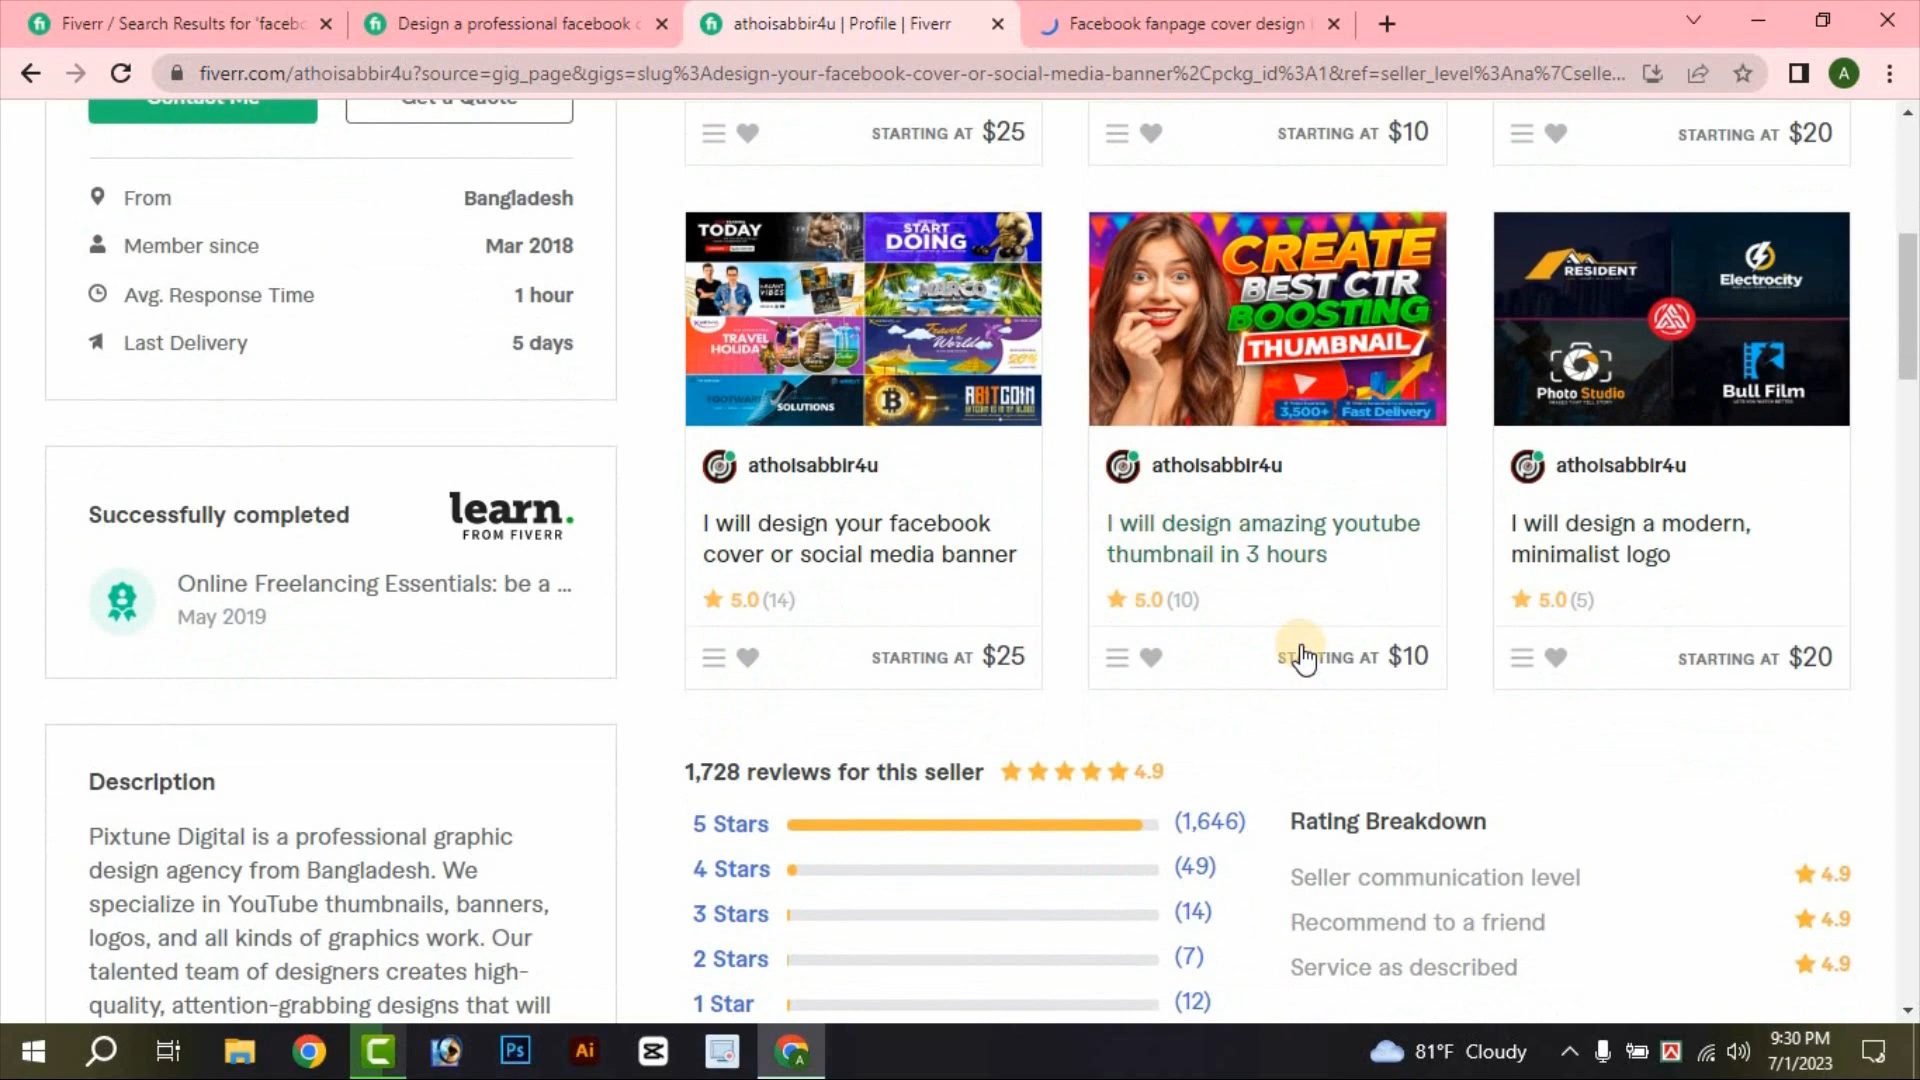 Fiverr / Search Results for 'facebo
Design a professional facebook c
athoisabbir4u | Profile | Fiverr
Facebook fanpage cover design
fiverr.com/athoisabbir4u?source=gig_page&gigs=slug%3Adesign-your-facebook-cover-or-social-media-banner%2Cpckg_id%3A1&ref=seller_level%3Ana%7Cselle...
A
Contact Me
Get a Quote
STARTING AT $25
STARTING AT $10
STARTING AT $20
From
Bangladesh
Member since
Mar 2018
Avg. Response Time
1 hour
Last Delivery
5 days
TODAY
START
DOING
MARCO
TRAVEL
HOLIDAY
Travel
World
SOLUTIONS
ABITCOIN
CREATE
BEST CTR
BOOSTING
THUMBNAIL
3,500+
Fast Delivery
RESIDENT
Electrocity
Photo Studio
Bull Film
athoisabbir4u
athoisabbir4u
athoisabbir4u
I will design your facebook
cover or social media banner
I will design amazing youtube
thumbnail in 3 hours
I will design a modern,
minimalist logo
5.0 (14)
5.0 (10)
5.0 (5)
STARTING AT $25
STARTING AT $10
STARTING AT $20
Successfully completed
learn.
FROM FIVERR
Online Freelancing Essentials: be a ...
May 2019
Description
Pixtune Digital is a professional graphic
design agency from Bangladesh. We
specialize in YouTube thumbnails, banners,
logos, and all kinds of graphics work. Our
talented team of designers creates high-
quality, attention-grabbing designs that will
1,728 reviews for this seller
4.9
5 Stars
(1,646)
4 Stars
(49)
3 Stars
(14)
2 Stars
(7)
1 Star
(12)
Rating Breakdown
Seller communication level
4.9
Recommend to a friend
4.9
Service as described
4.9
Ps
Ai
A
81°F Cloudy
9:30 PM
7/1/2023